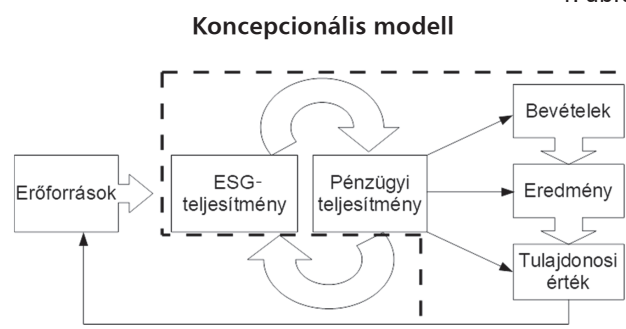 Koncepcionális modell
Bevételek
Erőforrások
ESG-
teljesítmény
Pénzügyi
teljesítmény
Eredmény
Tulajdonosi
érték